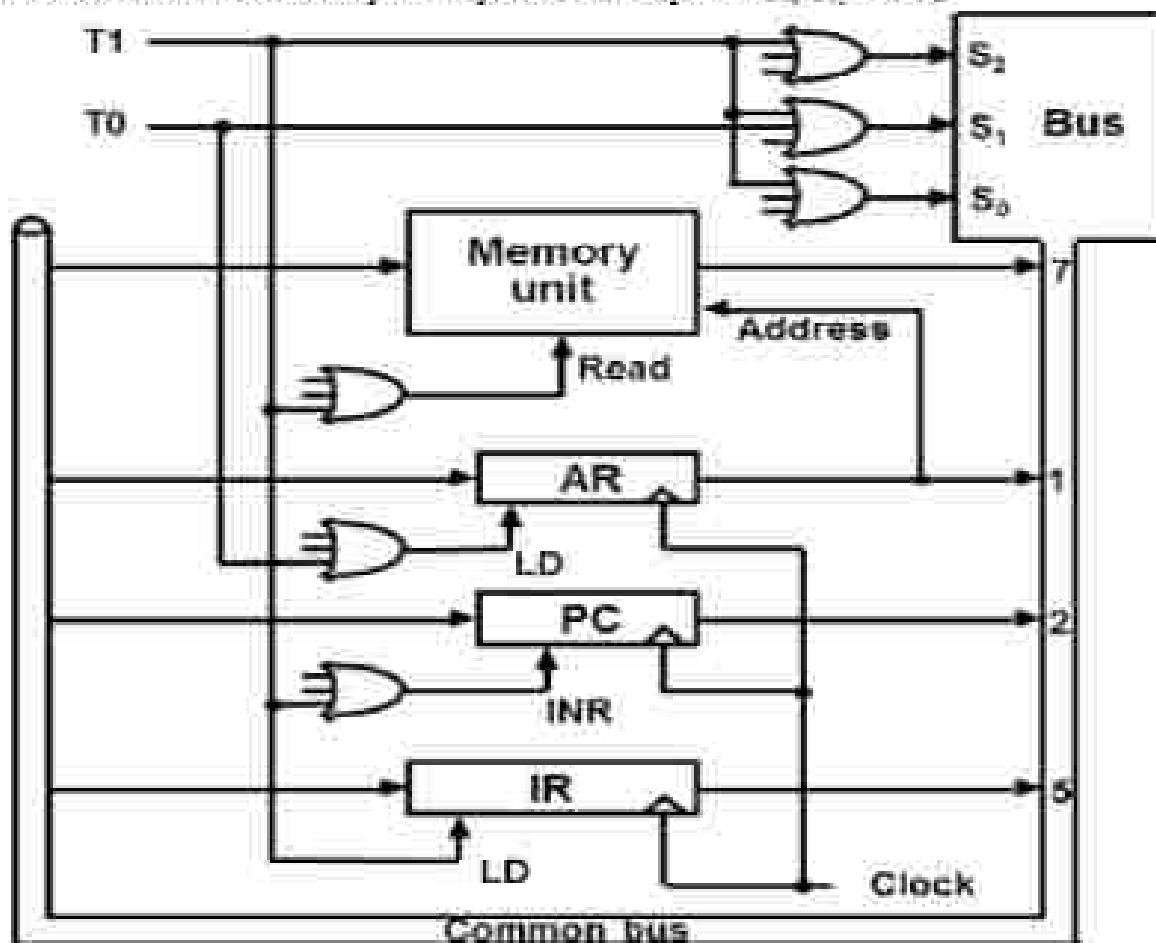 T1
S₂
T0
S₁
Bus
S₀
Memory
unit
7
Address
Read
AR
1
LD
PC
2
INR
IR
5
LD
Clock
Common bus